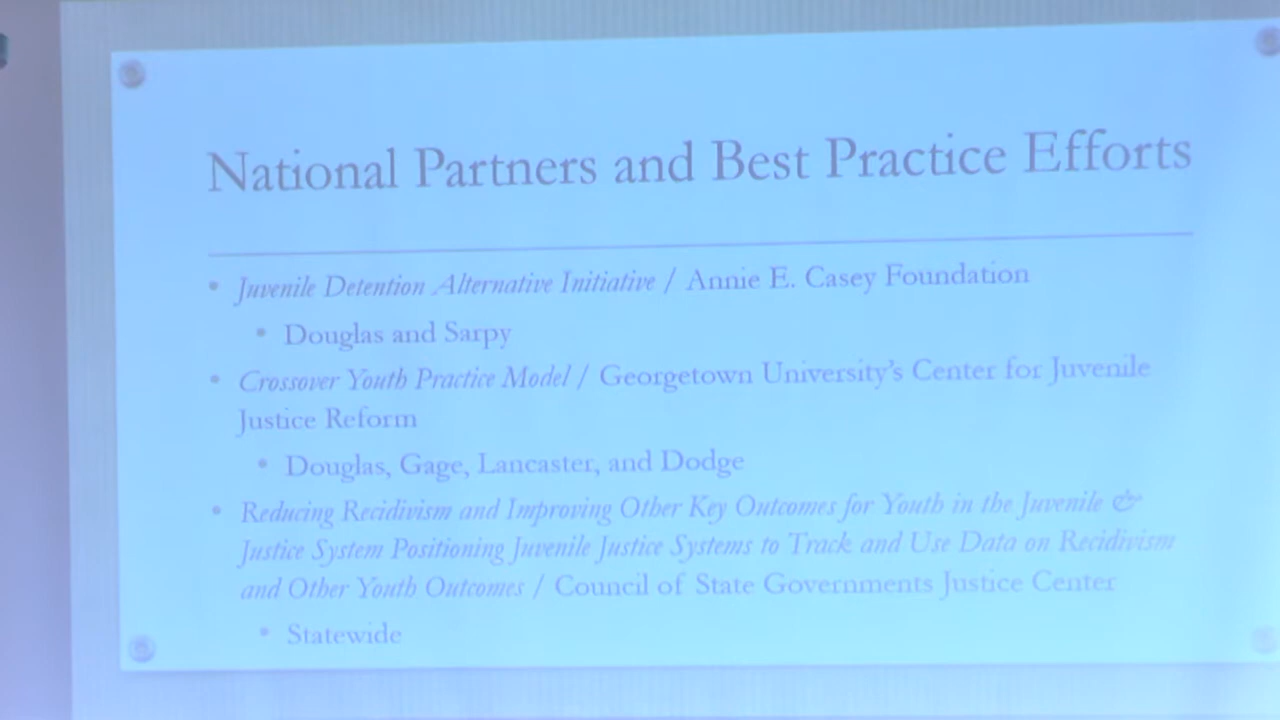 National Partners and Best Practice Efforts
• Juvenile Detention Alternative Initiative / Annie E. Casey Foundation
• Douglas and Sarpy
• Crossover Youth Practice Model / Georgetown University's Center for Juvenile
Justice Reform
• Douglas, Gage, Lancaster, and Dodge
• Reducing Recidivism and Improving Other Key Outcomes for Youth in the Juvenile &
Justice System Positioning Juvenile Justice Systems to Track and Use Data on Recidivism
and Other Youth Outcomes / Council of State Governments Justice Center
• Statewide